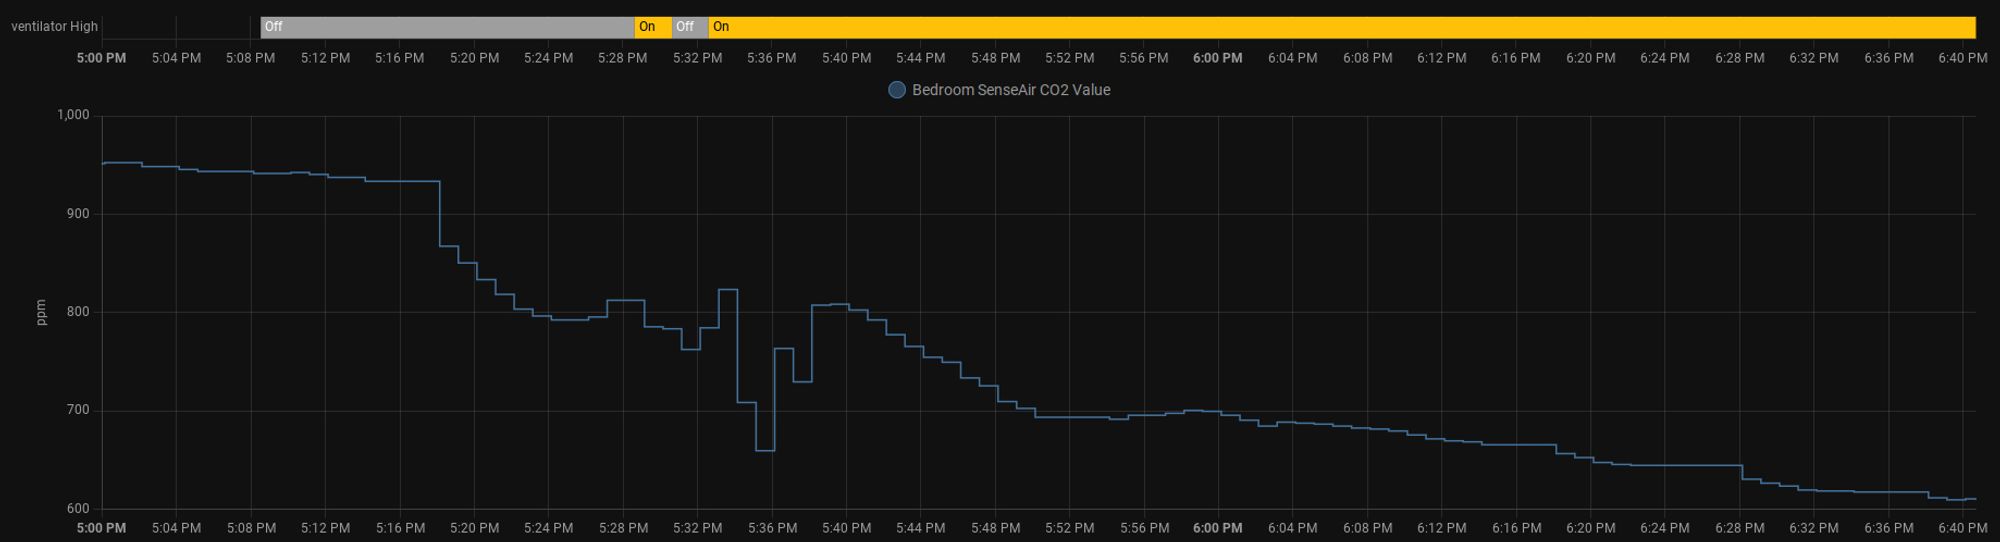 ventilator High Off On Off On
5:00 PM 5:04 PM 5:08 PM 5:12 PM 5:16 PM 5:20 PM 5:24 PM 5:28 PM 5:32 PM 5:36 PM 5:40 PM 5:44 PM 5:48 PM 5:52 PM 5:56 PM 6:00 PM 6:04 PM 6:08 PM 6:12 PM 6:16 PM 6:20 PM 6:24 PM 6:28 PM 6:32 PM 6:36 PM 6:40 PM
Bedroom SenseAir CO2 Value
1,000
900
800
ppm
700
600
5:00 PM 5:04 PM 5:08 PM 5:12 PM 5:16 PM 5:20 PM 5:24 PM 5:28 PM 5:32 PM 5:36 PM 5:40 PM 5:44 PM 5:48 PM 5:52 PM 5:56 PM 6:00 PM 6:04 PM 6:08 PM 6:12 PM 6:16 PM 6:20 PM 6:24 PM 6:28 PM 6:32 PM 6:36 PM 6:40 PM